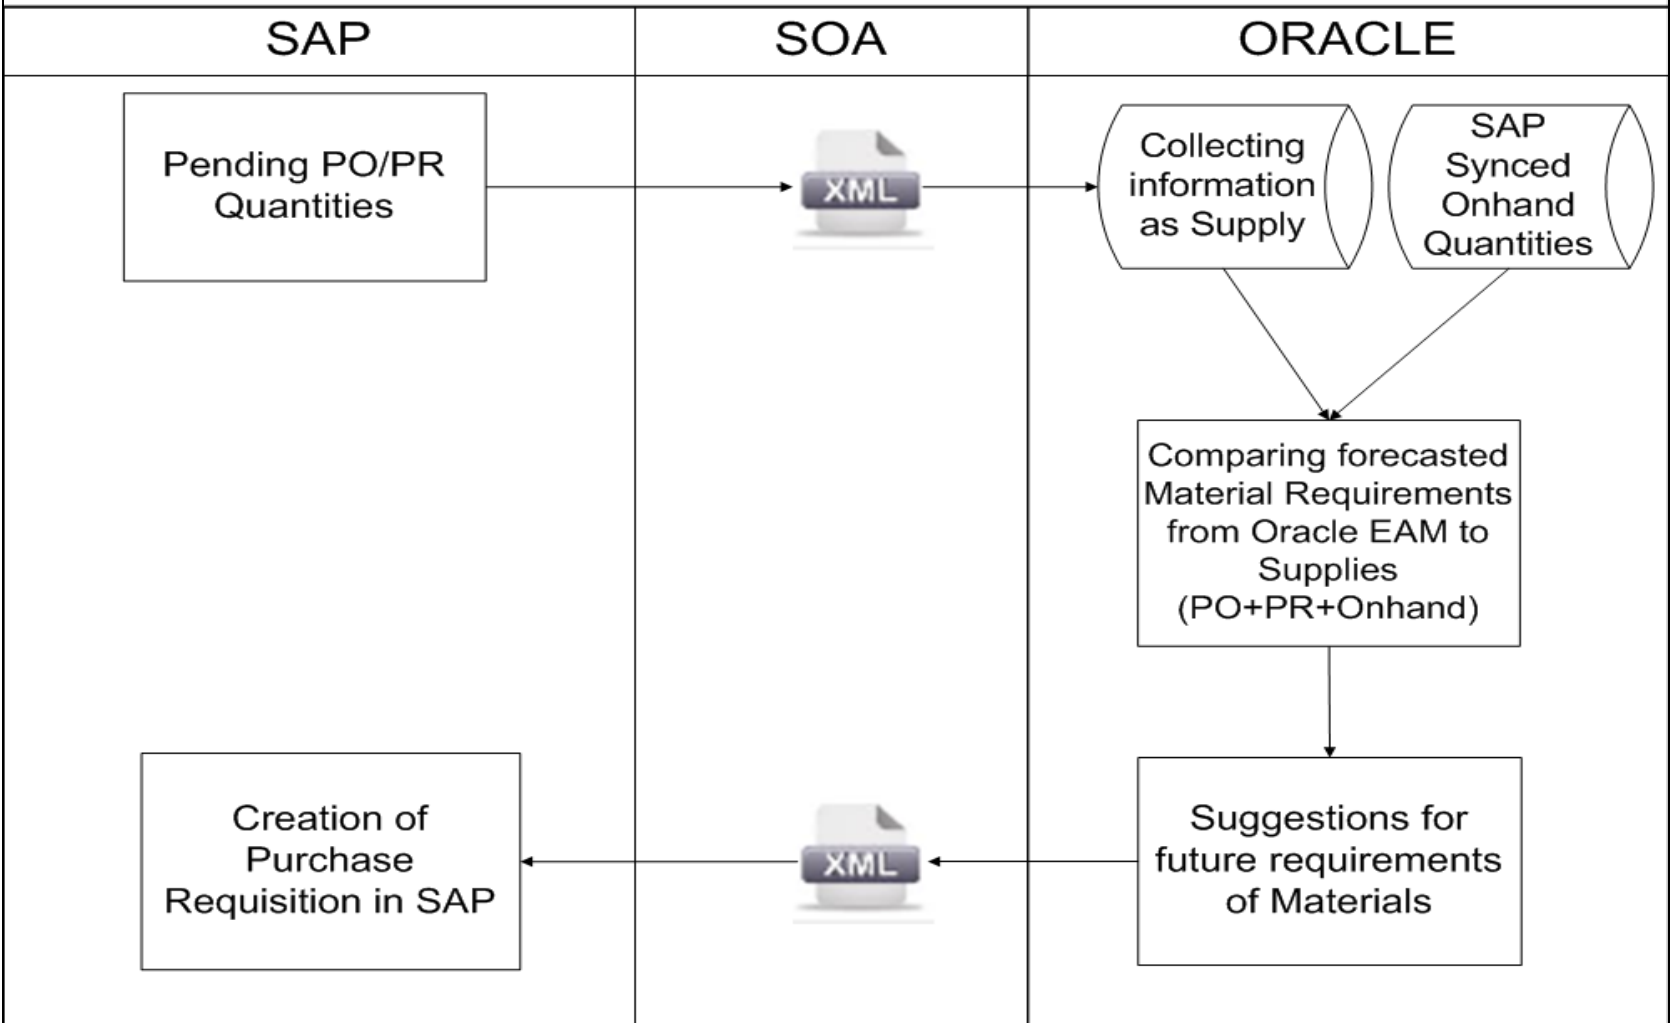 SAP
SOA
ORACLE
Pending PO/PR
Quantities
XML
Collecting
information
as Supply
SAP
Synced
Onhand
Quantities
Comparing forecasted
Material Requirements
from Oracle EAM to
Supplies
(PO+PR+Onhand)
Creation of
Purchase
Requisition in SAP
XML
Suggestions for
future requirements
of Materials